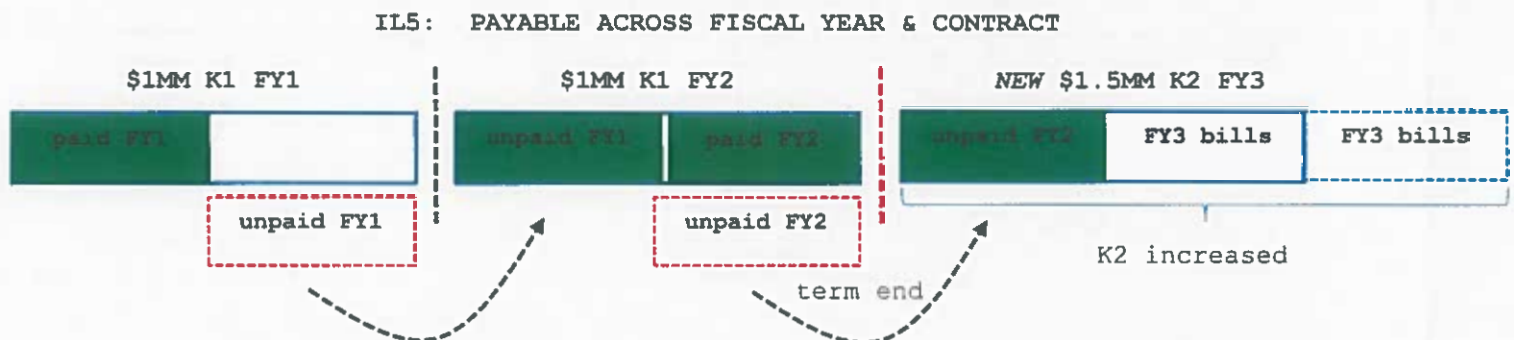 IL5: PAYABLE ACROSS FISCAL YEAR & CONTRACT
$1MM K1 FY1
$1MM K1 FY2
NEW $1.5MM K2 FY3
paid FY1
unpaid FY1
paid FY2
unpaid FY2
FY3 bills
FY3 bills
unpaid FY1
unpaid FY2
K2 increased
term end